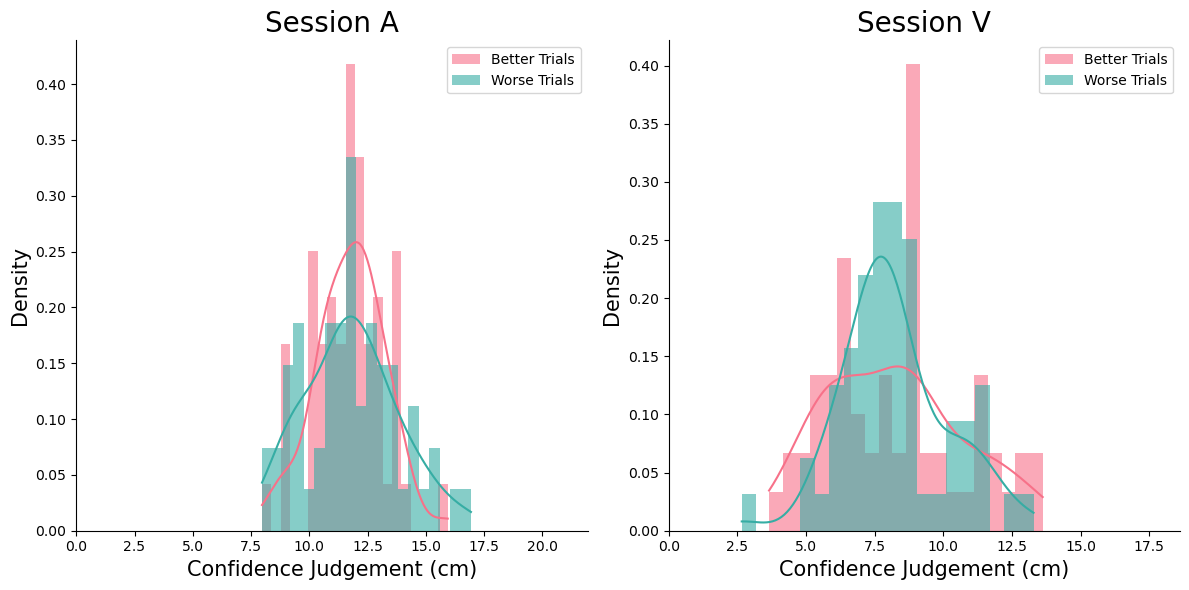 Session A
Better Trials
Worse Trials
0.40
0.35
0.30
0.25
0.20
0.15
0.10
0.05
0.00
Density
0.0 2.5 5.0 7.5 10.0 12.5 15.0 17.5 20.0
Confidence Judgement (cm)
Session V
Better Trials
Worse Trials
0.40
0.35
0.30
0.25
0.20
0.15
0.10
0.05
0.00
Density
0.0 2.5 5.0 7.5 10.0 12.5 15.0 17.5
Confidence Judgement (cm)